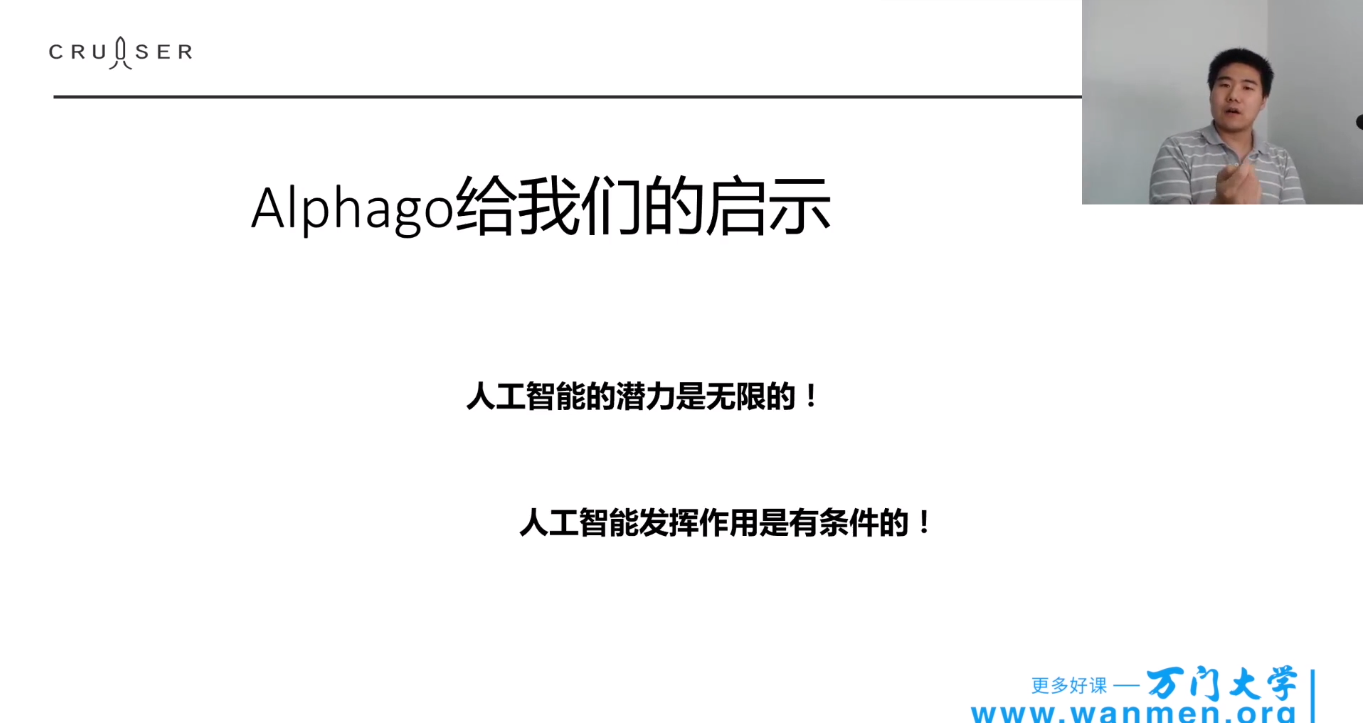 CRUISER
Alphago给我们的启示
人工智能的潜力是无限的！
人工智能发挥作用是有条件的！
更多好课 — 万门大学
www.wanmen.org